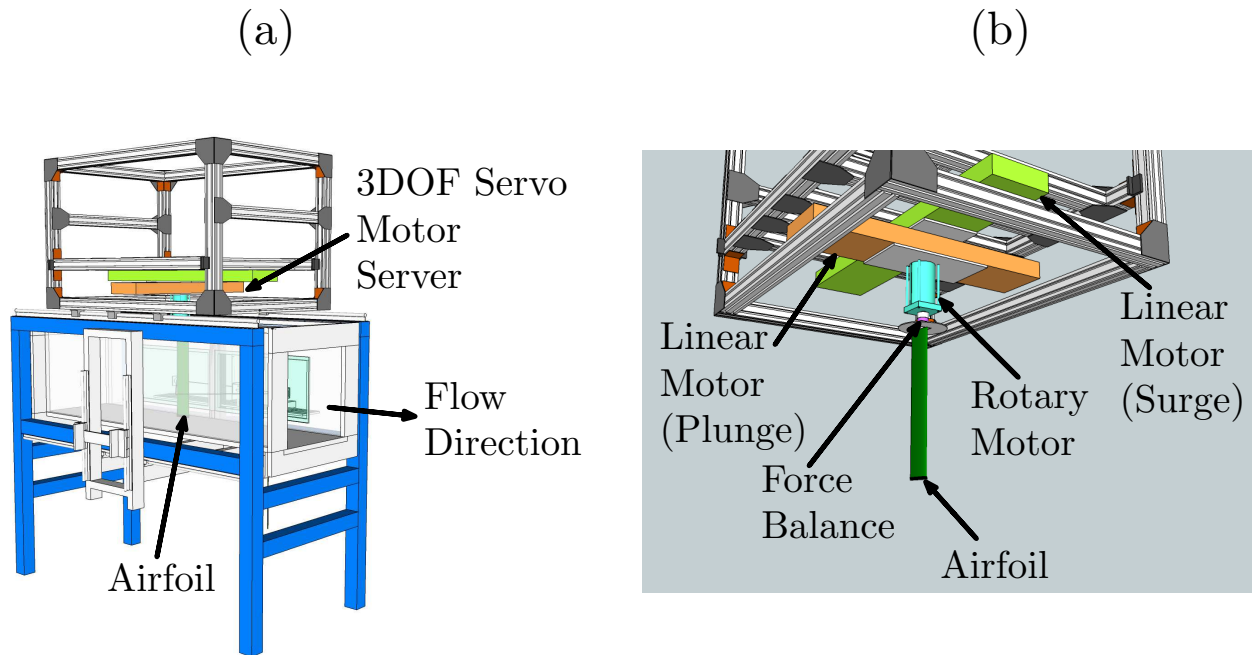 (a)
3DOF Servo
Motor
Server
Flow
Direction
Airfoil
(b)
Linear
Motor
(Plunge)
Force
Balance
Rotary
Motor
Linear
Motor
(Surge)
Airfoil